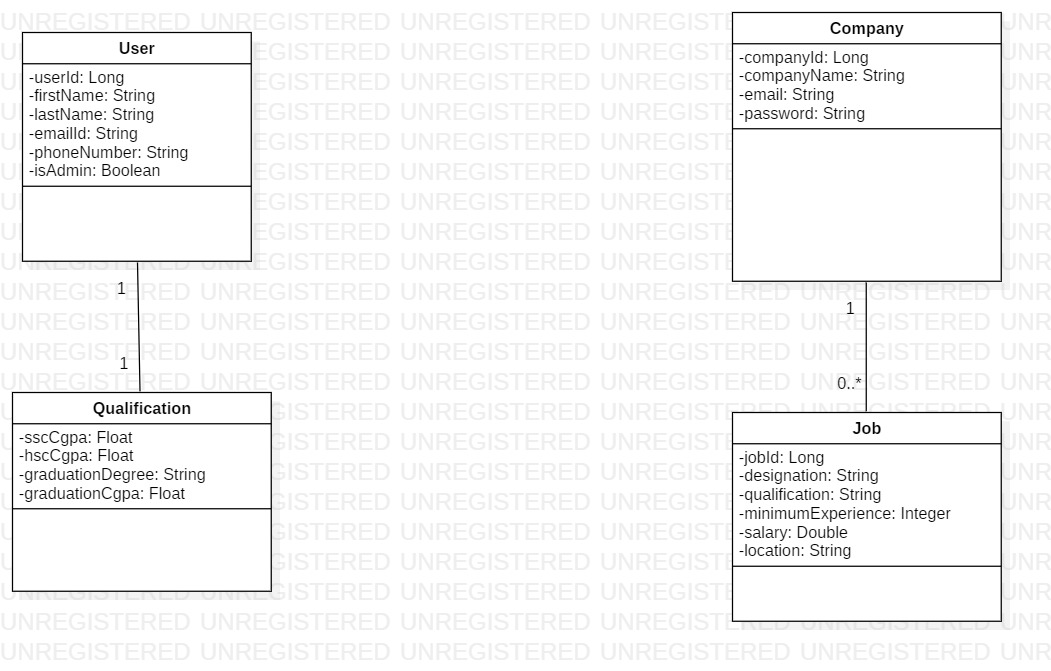 User
-userId: Long
-firstName: String
-lastName: String
-emailId: String
-phoneNumber: String
-isAdmin: Boolean
1
1
Qualification
-sscCgpa: Float
-hscCgpa: Float
-graduationDegree: String
-graduationCgpa: Float
Company
-companyId: Long
-companyName: String
-email: String
-password: String
1
0..*
Job
-jobId: Long
-designation: String
-qualification: String
-minimumExperience: Integer
-salary: Double
-location: String
UNREGISTERED